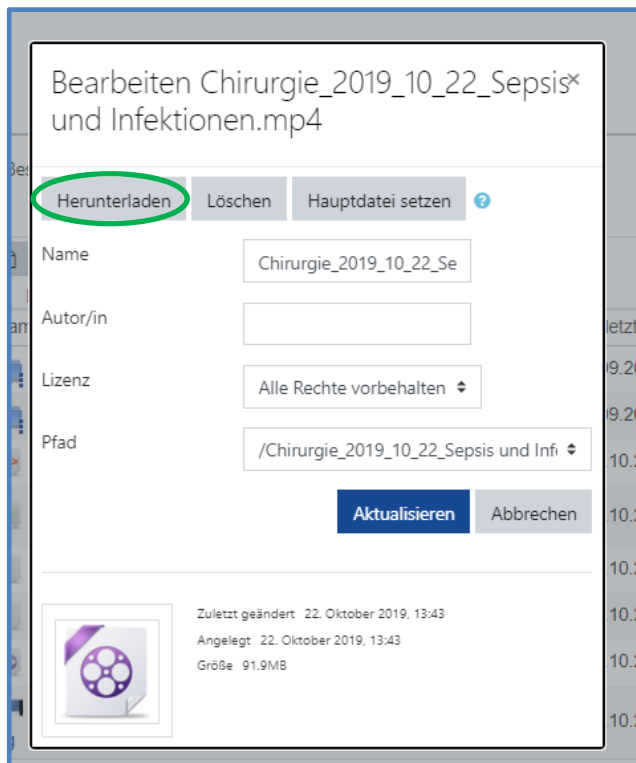 Bearbeiten Chirurgie_2019_10_22_Sepsis×
und Infektionen.mp4
Herunterladen Löschen Hauptdatei setzen ?
Name Chirurgie_2019_10_22_Se
Autor/in
Lizenz Alle Rechte vorbehalten
Pfad /Chirurgie_2019_10_22_Sepsis und Infe
Aktualisieren Abbrechen
Zuletzt geändert 22. Oktober 2019, 13:43
Angelegt 22. Oktober 2019, 13:43
Größe 91.9MB